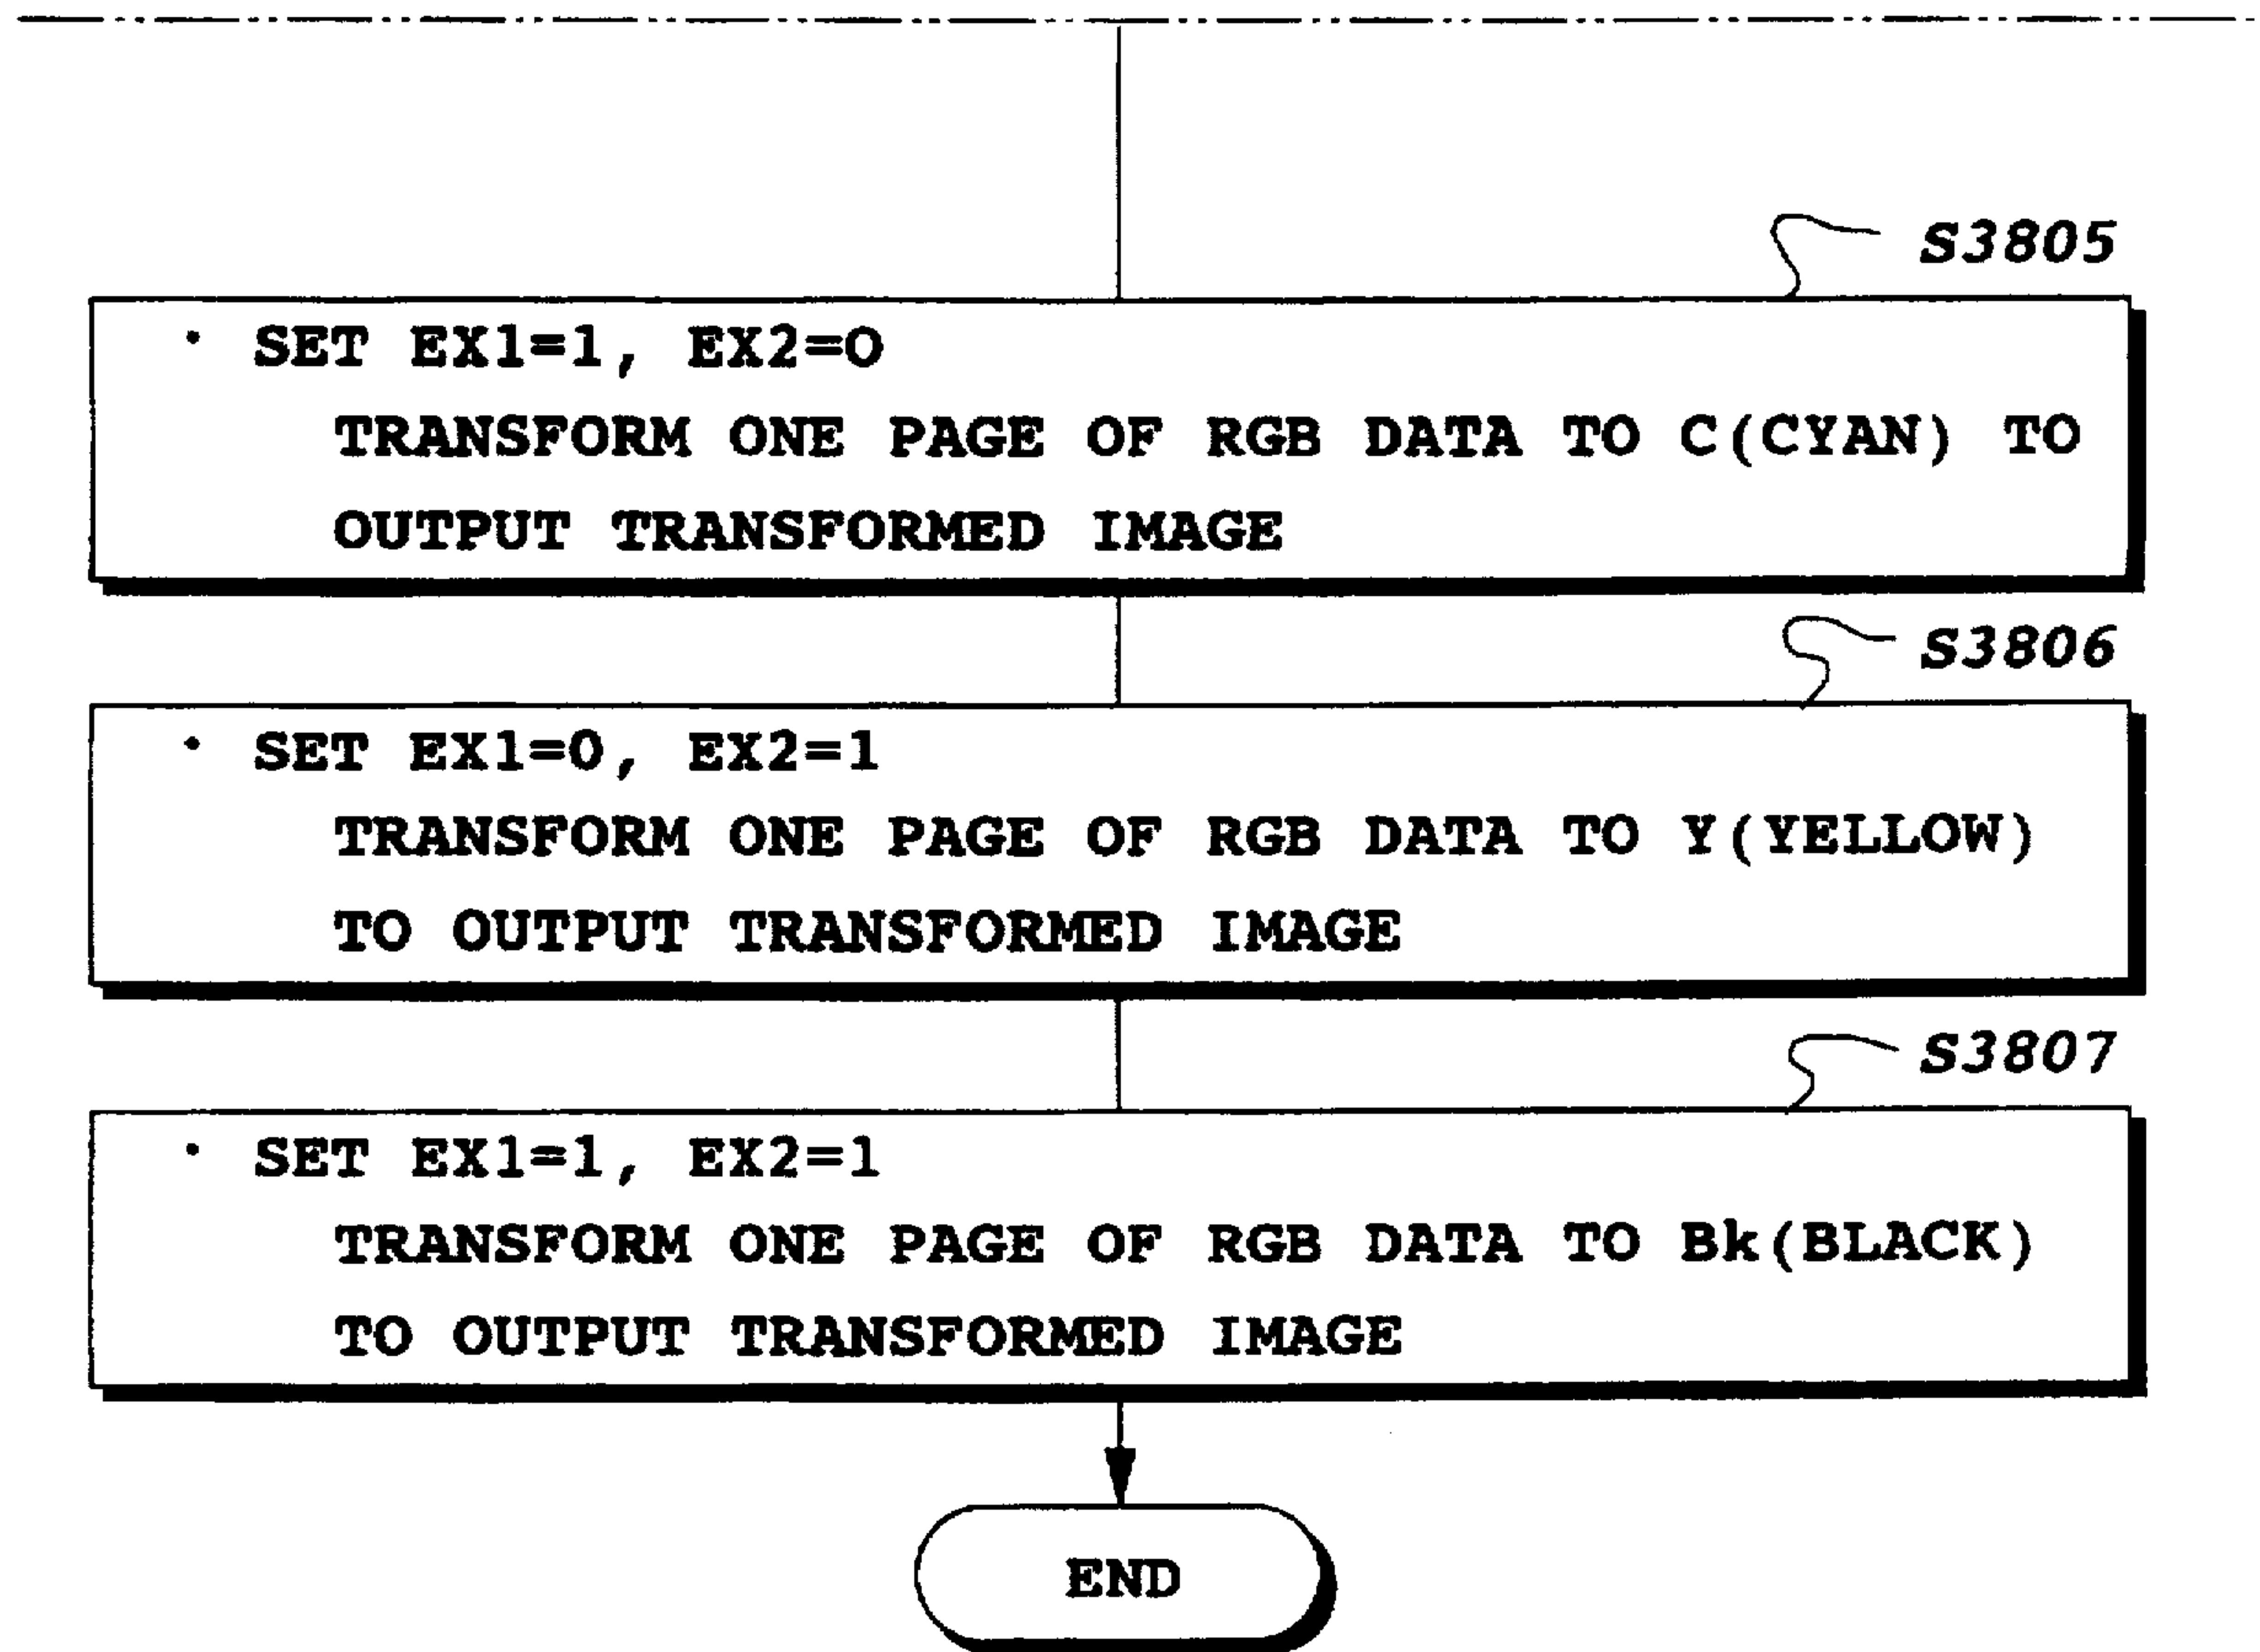 S3805
· SET EX1=1, EX2=0
TRANSFORM ONE PAGE OF RGB DATA TO C(CYAN) TO
OUTPUT TRANSFORMED IMAGE
S3806
· SET EX1=0, EX2=1
TRANSFORM ONE PAGE OF RGB DATA TO Y(YELLOW)
TO OUTPUT TRANSFORMED IMAGE
S3807
· SET EX1=1, EX2=1
TRANSFORM ONE PAGE OF RGB DATA TO Bk(BLACK)
TO OUTPUT TRANSFORMED IMAGE
END